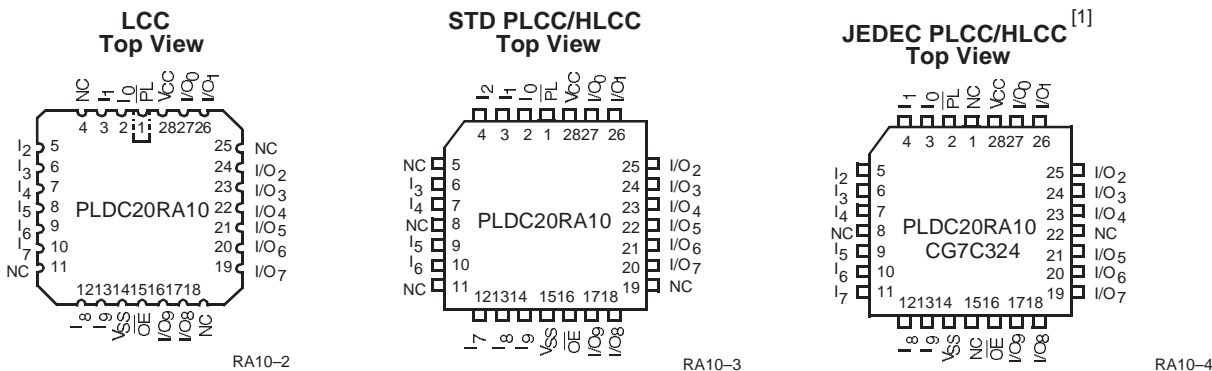 LCC
Top View
NC I1 I0 PL VCC I/O0 I/O1
4 3 2 1 28 27 26
I2 5
I3 6
I4 7
I5 8
I6 9
I7 10
NC 11
PLDC20RA10
25 NC
24 I/O2
23 I/O3
22 I/O4
21 I/O5
20 I/O6
19 I/O7
12 13 14 15 16 17 18
I8 I9 VSS OE I/O9 I/O8 NC
RA10–2
STD PLCC/HLCC
Top View
I2 I1 I0 PL VCC I/O0 I/O1
4 3 2 1 28 27 26
NC 5
I3 6
I4 7
NC 8
I5 9
I6 10
NC 11
PLDC20RA10
25 I/O2
24 I/O3
23 I/O4
22 I/O5
21 I/O6
20 I/O7
19 NC
12 13 14 15 16 17 18
I7 I8 I9 VSS OE I/O9 I/O8
RA10–3
JEDEC PLCC/HLCC [1]
Top View
I1 I0 PL NC VCC I/O0 I/O1
4 3 2 1 28 27 26
I2 5
I3 6
I4 7
NC 8
I5 9
I6 10
I7 11
PLDC20RA10
CG7C324
25 I/O2
24 I/O3
23 I/O4
22 NC
21 I/O5
20 I/O6
19 I/O7
12 13 14 15 16 17 18
I8 I9 VSS NC OE I/O9 I/O8
RA10–4